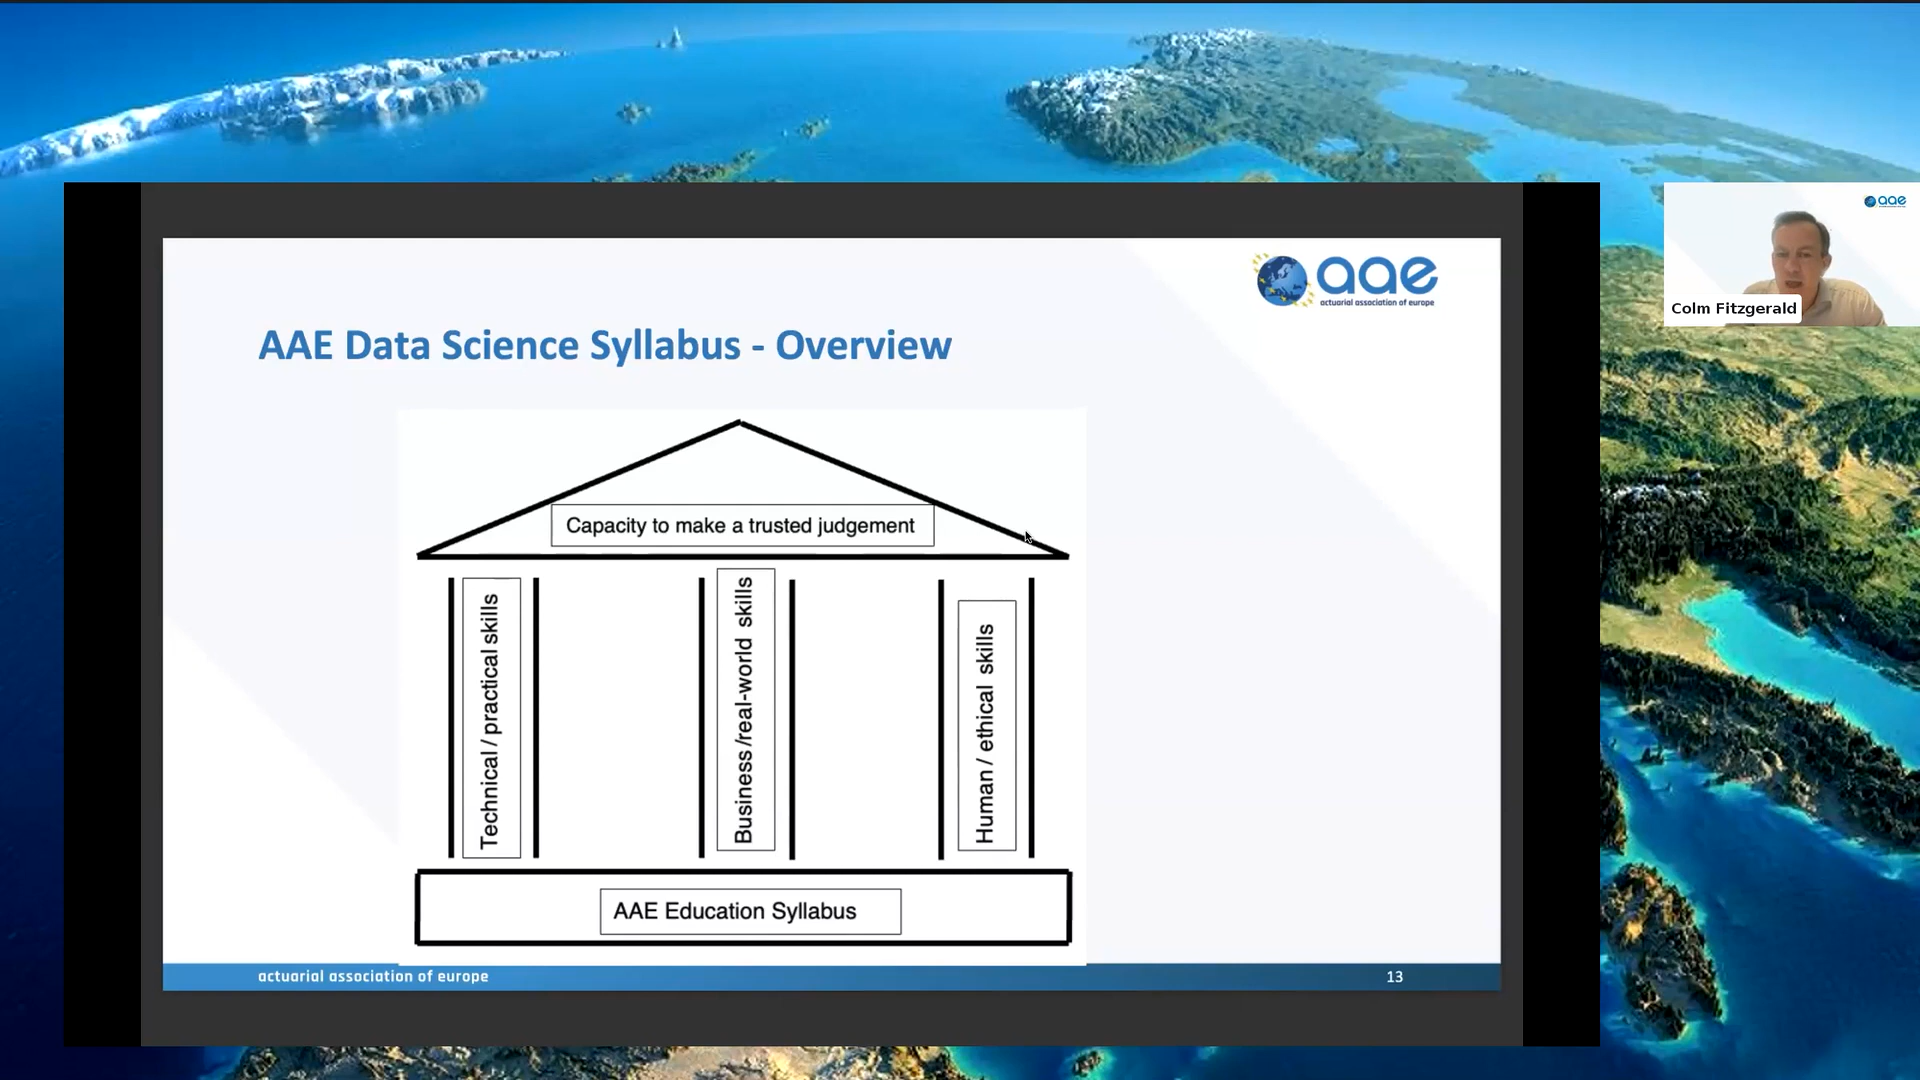 aae
actuarial association of europe
aae
Colm Fitzgerald
AAE Data Science Syllabus - Overview
Capacity to make a trusted judgement
Technical / practical skills
Business/real-world skills
Human/ ethical skills
AAE Education Syllabus
actuarial association of europe
13